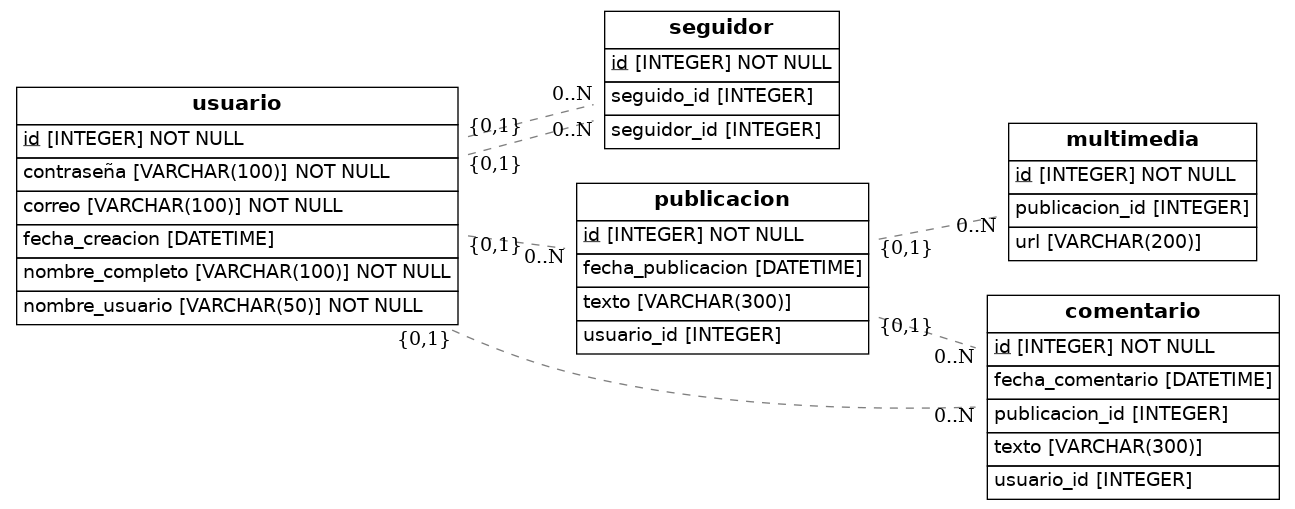 usuario
id [INTEGER] NOT NULL
contraseña [VARCHAR(100)] NOT NULL
correo [VARCHAR(100)] NOT NULL
fecha_creacion [DATETIME]
nombre_completo [VARCHAR(100)] NOT NULL
nombre_usuario [VARCHAR(50)] NOT NULL
{0,1}
{0,1}
{0,1}
{0,1}
0..N
0..N
0..N
0..N
seguidor
id [INTEGER] NOT NULL
seguido_id [INTEGER]
seguidor_id [INTEGER]
publicacion
id [INTEGER] NOT NULL
fecha_publicacion [DATETIME]
texto [VARCHAR(300)]
usuario_id [INTEGER]
{0,1}
{0,1}
0..N
0..N
multimedia
id [INTEGER] NOT NULL
publicacion_id [INTEGER]
url [VARCHAR(200)]
comentario
id [INTEGER] NOT NULL
fecha_comentario [DATETIME]
publicacion_id [INTEGER]
texto [VARCHAR(300)]
usuario_id [INTEGER]